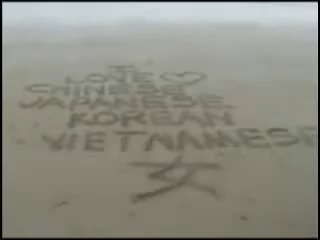 I
LOVE ♡
CHINESE
JAPANESE
KOREAN
VIETNAMESE
女